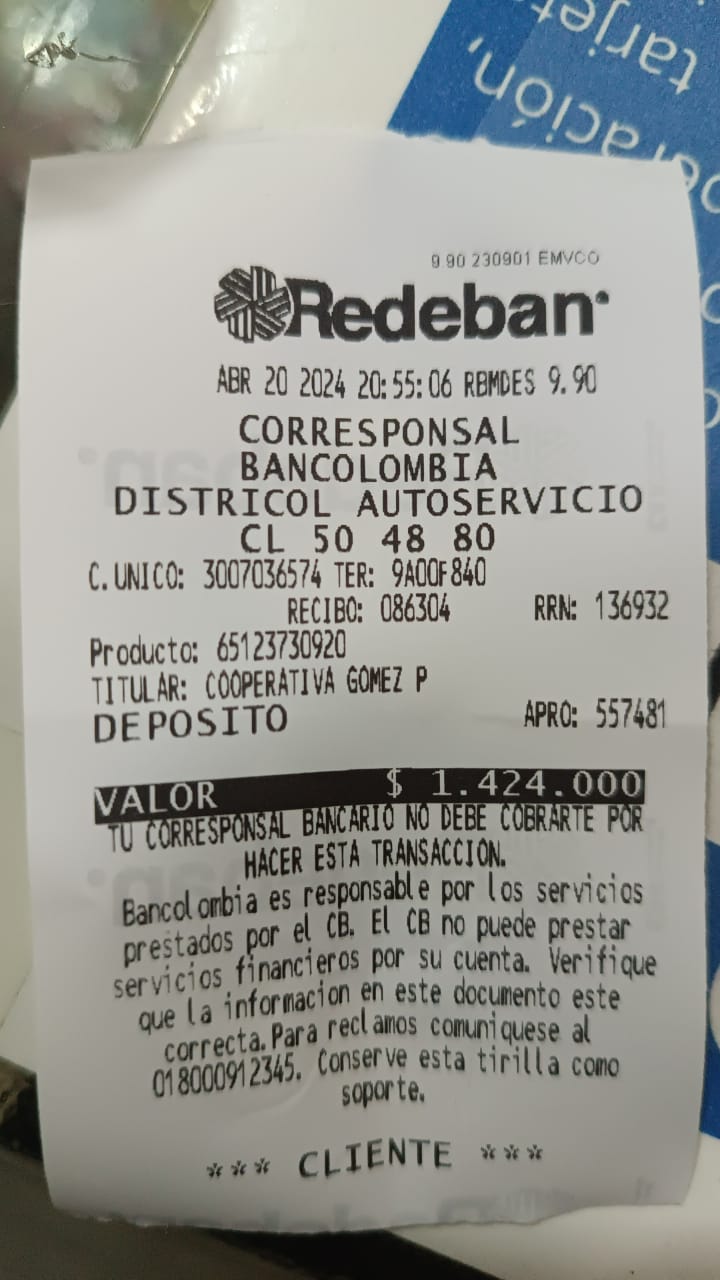 tarjet
peración,
9.90 230901 EMVCO
Redeban
ABR 20 2024 20:55:06 RBMDES 9.90
CORRESPONSAL
BANCOLOMBIA
DISTRICOL AUTOSERVICIO
CL 50 48 80
C.UNICO: 3007036574 TER: 9A00F840
RECIBO: 086304 RRN: 136932
Producto: 65123730920
TITULAR: COOPERATIVA GOMEZ P
DEPOSITO APRO: 557481
VALOR $ 1.424.000
TU CORRESPONSAL BANCARIO NO DEBE COBRARTE POR
HACER ESTA TRANSACCION.
Bancolombia es responsable por los servicios
prestados por el CB. El CB no puede prestar
servicios financieros por su cuenta. Verifique
que la informacion en este documento este
correcta.Para reclamos comuniquese al
018000912345. Conserve esta tirilla como
soporte.
*** CLIENTE ***